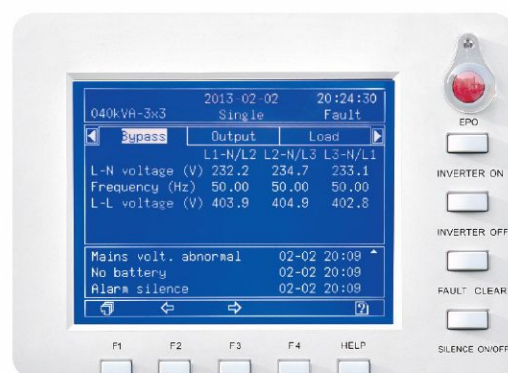 2013-02-02 20:24:30
040kVA-3x3 Single Fault
Bypass Output Load
L1-N/L2 L2-N/L3 L3-N/L1
L-N voltage (V) 232.2 234.7 233.1
Frequency (Hz) 50.00 50.00 50.00
L-L voltage (V) 403.9 404.9 402.8
Mains volt. abnormal 02-02 20:09
No battery 02-02 20:09
Alarm silence 02-02 20:09
F1 F2 F3 F4 HELP
EPO
INVERTER ON
INVERTER OFF
FAULT CLEAR
SILENCE ON/OFF